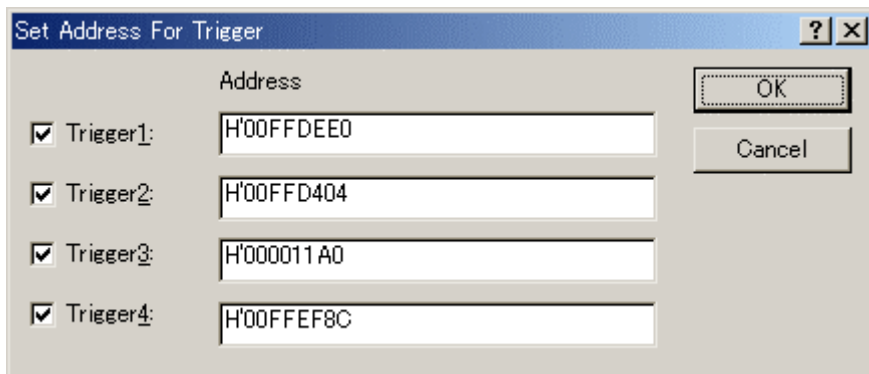 Set Address For Trigger
Address
OK
Trigger1: H'00FFDEE0
Cancel
Trigger2: H'00FFD404
Trigger3: H'000011A0
Trigger4: H'00FFEF8C